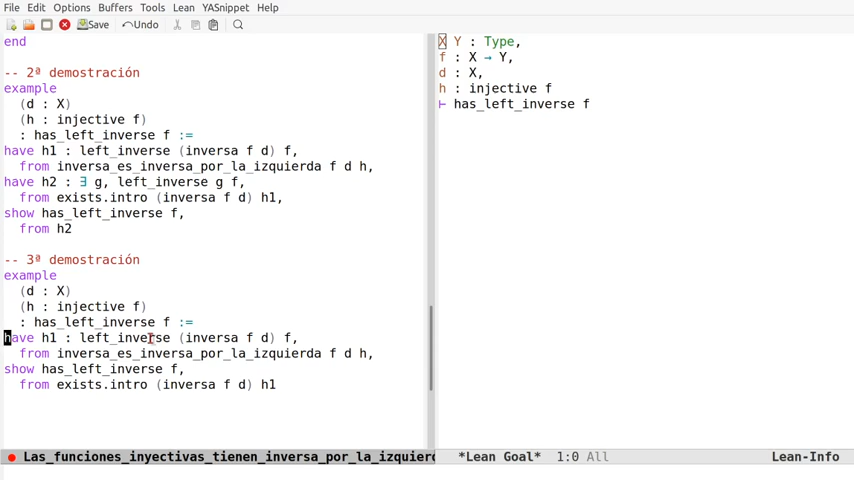 File Edit Options Buffers Tools Lean YASnippet Help
Save Undo
end
-- 2ª demostración
example
(d : X)
(h : injective f)
: has_left_inverse f :=
have h1 : left_inverse (inversa f d) f,
from inversa_es_inversa_por_la_izquierda f d h,
have h2 : ∃ g, left_inverse g f,
from exists.intro (inversa f d) h1,
show has_left_inverse f,
from h2
-- 3ª demostración
example
(d : X)
(h : injective f)
: has_left_inverse f :=
have h1 : left_inverse (inversa f d) f,
from inversa_es_inversa_por_la_izquierda f d h,
show has_left_inverse f,
from exists.intro (inversa f d) h1
Las_funciones_inyectivas_tienen_inversa_por_la_izquierd
X Y : Type,
f : X → Y,
d : X,
h : injective f
⊢ has_left_inverse f
*Lean Goal* 1:0 All Lean-Info